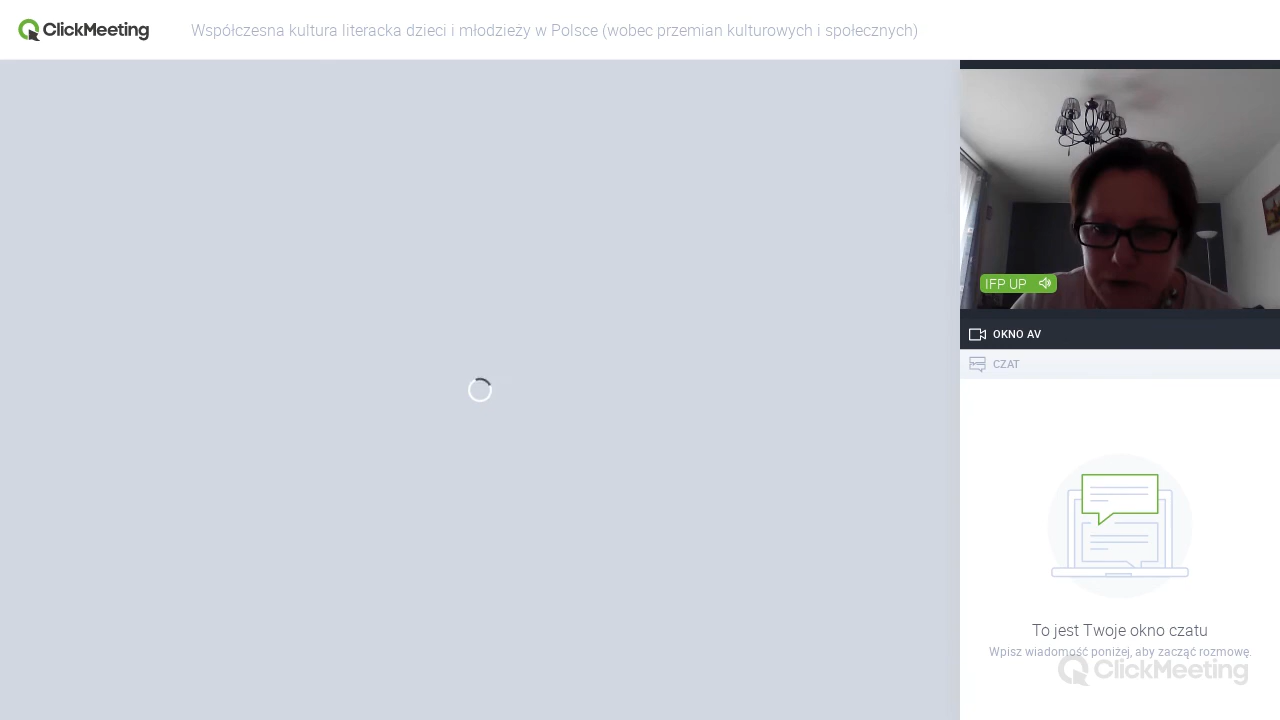 ClickMeeting
Współczesna kultura literacka dzieci i młodzieży w Polsce (wobec przemian kulturowych i społecznych)
IFP UP
OKNO AV
CZAT
To jest Twoje okno czatu
Wpisz wiadomość poniżej, aby zacząć rozmowę.
ClickMeeting